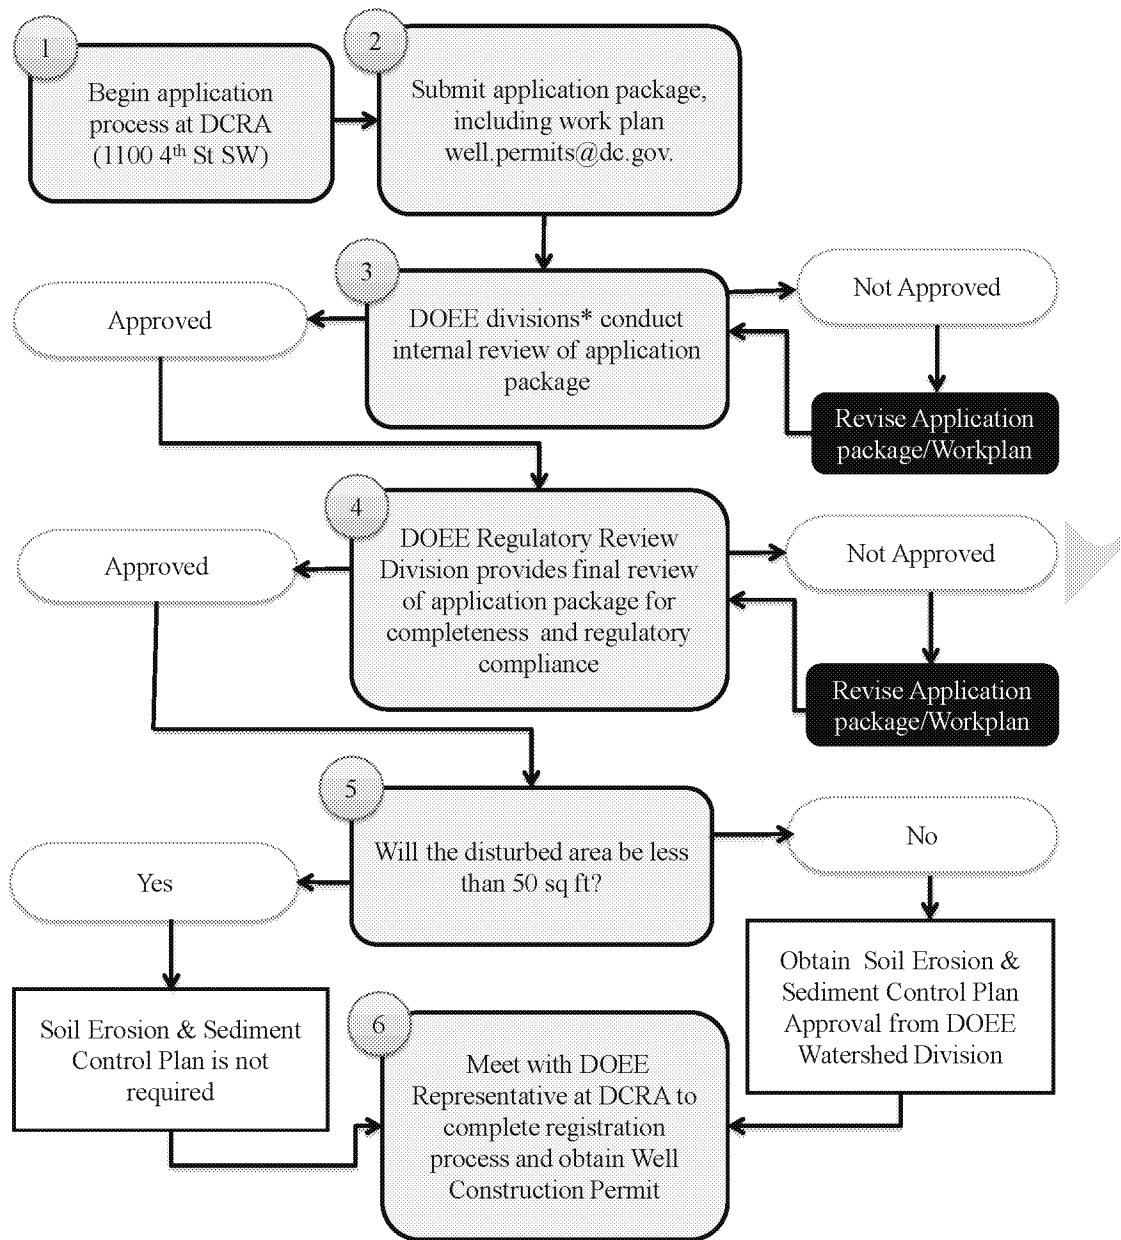 1
Begin application
process at DCRA
(1100 4th St SW)
2
Submit application package,
including work plan
well.permits@dc.gov.
3
DOEE divisions* conduct
internal review of application
package
Approved
Not Approved
Revise Application
package/Workplan
4
DOEE Regulatory Review
Division provides final review
of application package for
completeness and regulatory
compliance
Approved
Not Approved
Revise Application
package/Workplan
5
Will the disturbed area be less
than 50 sq ft?
Yes
No
Soil Erosion & Sediment
Control Plan is not
required
Obtain Soil Erosion &
Sediment Control Plan
Approval from DOEE
Watershed Division
6
Meet with DOEE
Representative at DCRA to
complete registration
process and obtain Well
Construction Permit